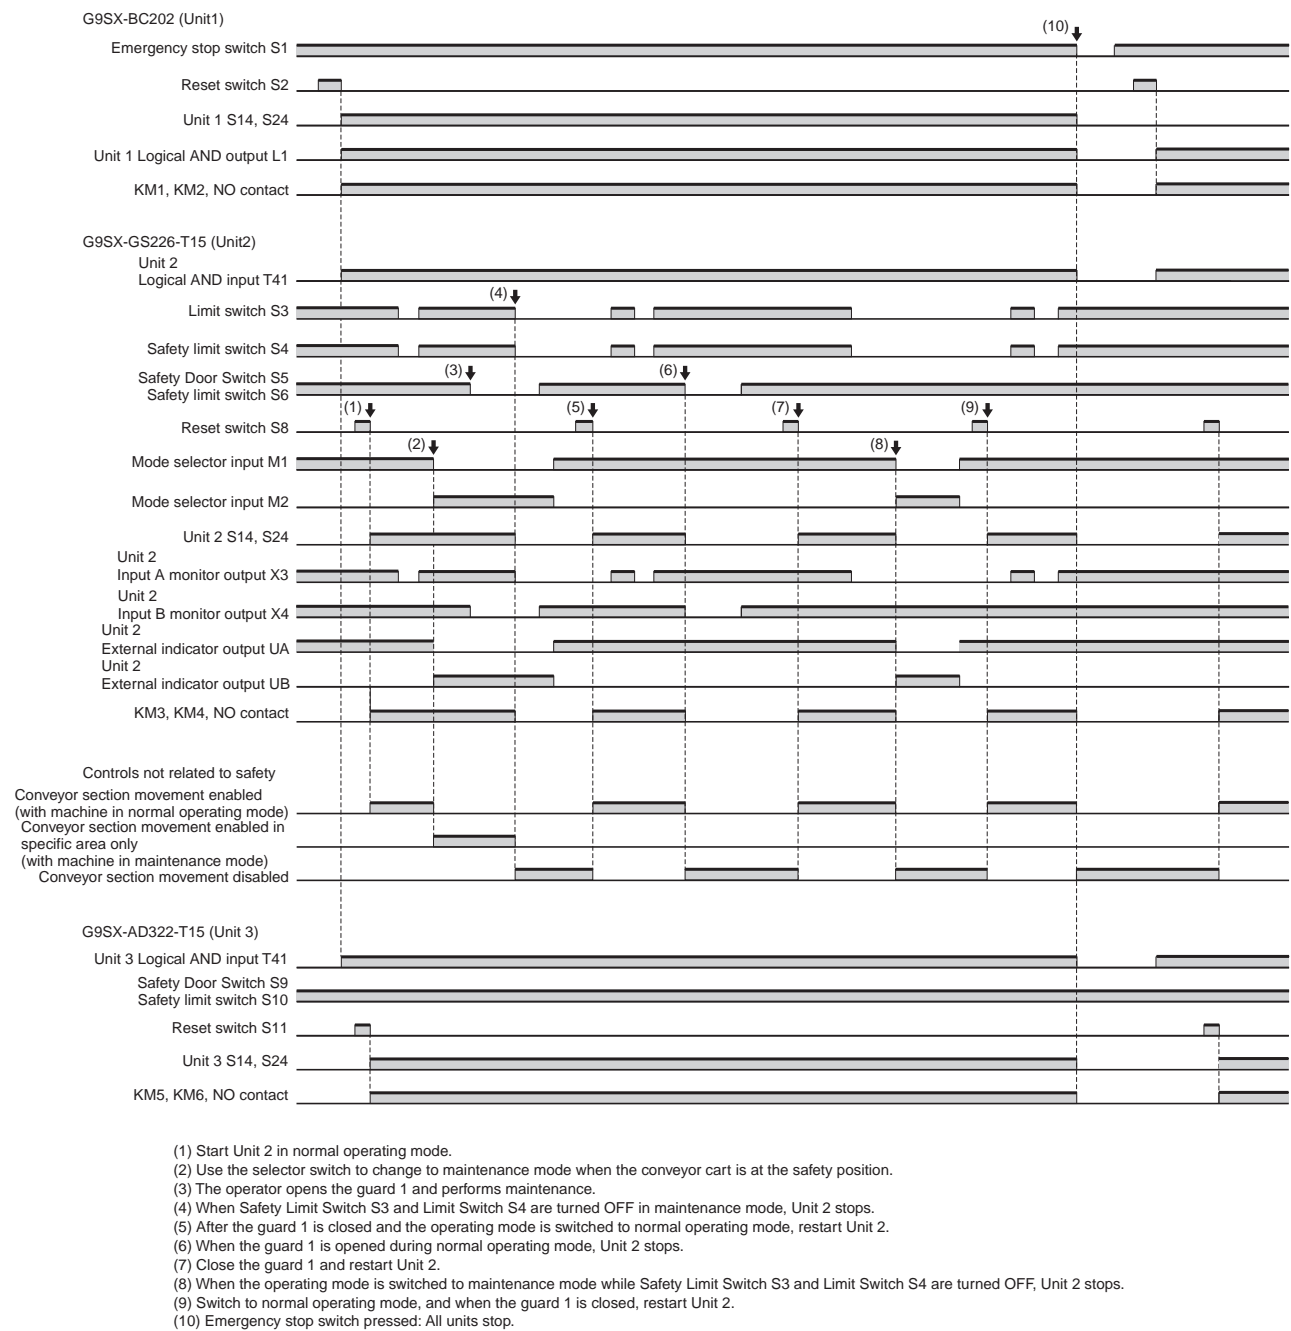 G9SX-BC202 (Unit1)
(10)
Emergency stop switch S1
Reset switch S2
Unit 1 S14, S24
Unit 1 Logical AND output L1
KM1, KM2, NO contact
G9SX-GS226-T15 (Unit2)
Unit 2
Logical AND input T41
(4)
Limit switch S3
Safety limit switch S4
(3)
(6)
Safety Door Switch S5
Safety limit switch S6
(1)
(5)
(7)
(9)
Reset switch S8
(2)
(8)
Mode selector input M1
Mode selector input M2
Unit 2 S14, S24
Unit 2
Input A monitor output X3
Unit 2
Input B monitor output X4
Unit 2
External indicator output UA
Unit 2
External indicator output UB
KM3, KM4, NO contact
Controls not related to safety
Conveyor section movement enabled
(with machine in normal operating mode)
Conveyor section movement enabled in
specific area only
(with machine in maintenance mode)
Conveyor section movement disabled
G9SX-AD322-T15 (Unit 3)
Unit 3 Logical AND input T41
Safety Door Switch S9
Safety limit switch S10
Reset switch S11
Unit 3 S14, S24
KM5, KM6, NO contact
(1) Start Unit 2 in normal operating mode.
(2) Use the selector switch to change to maintenance mode when the conveyor cart is at the safety position.
(3) The operator opens the guard 1 and performs maintenance.
(4) When Safety Limit Switch S3 and Limit Switch S4 are turned OFF in maintenance mode, Unit 2 stops.
(5) After the guard 1 is closed and the operating mode is switched to normal operating mode, restart Unit 2.
(6) When the guard 1 is opened during normal operating mode, Unit 2 stops.
(7) Close the guard 1 and restart Unit 2.
(8) When the operating mode is switched to maintenance mode while Safety Limit Switch S3 and Limit Switch S4 are turned OFF, Unit 2 stops.
(9) Switch to normal operating mode, and when the guard 1 is closed, restart Unit 2.
(10) Emergency stop switch pressed: All units stop.